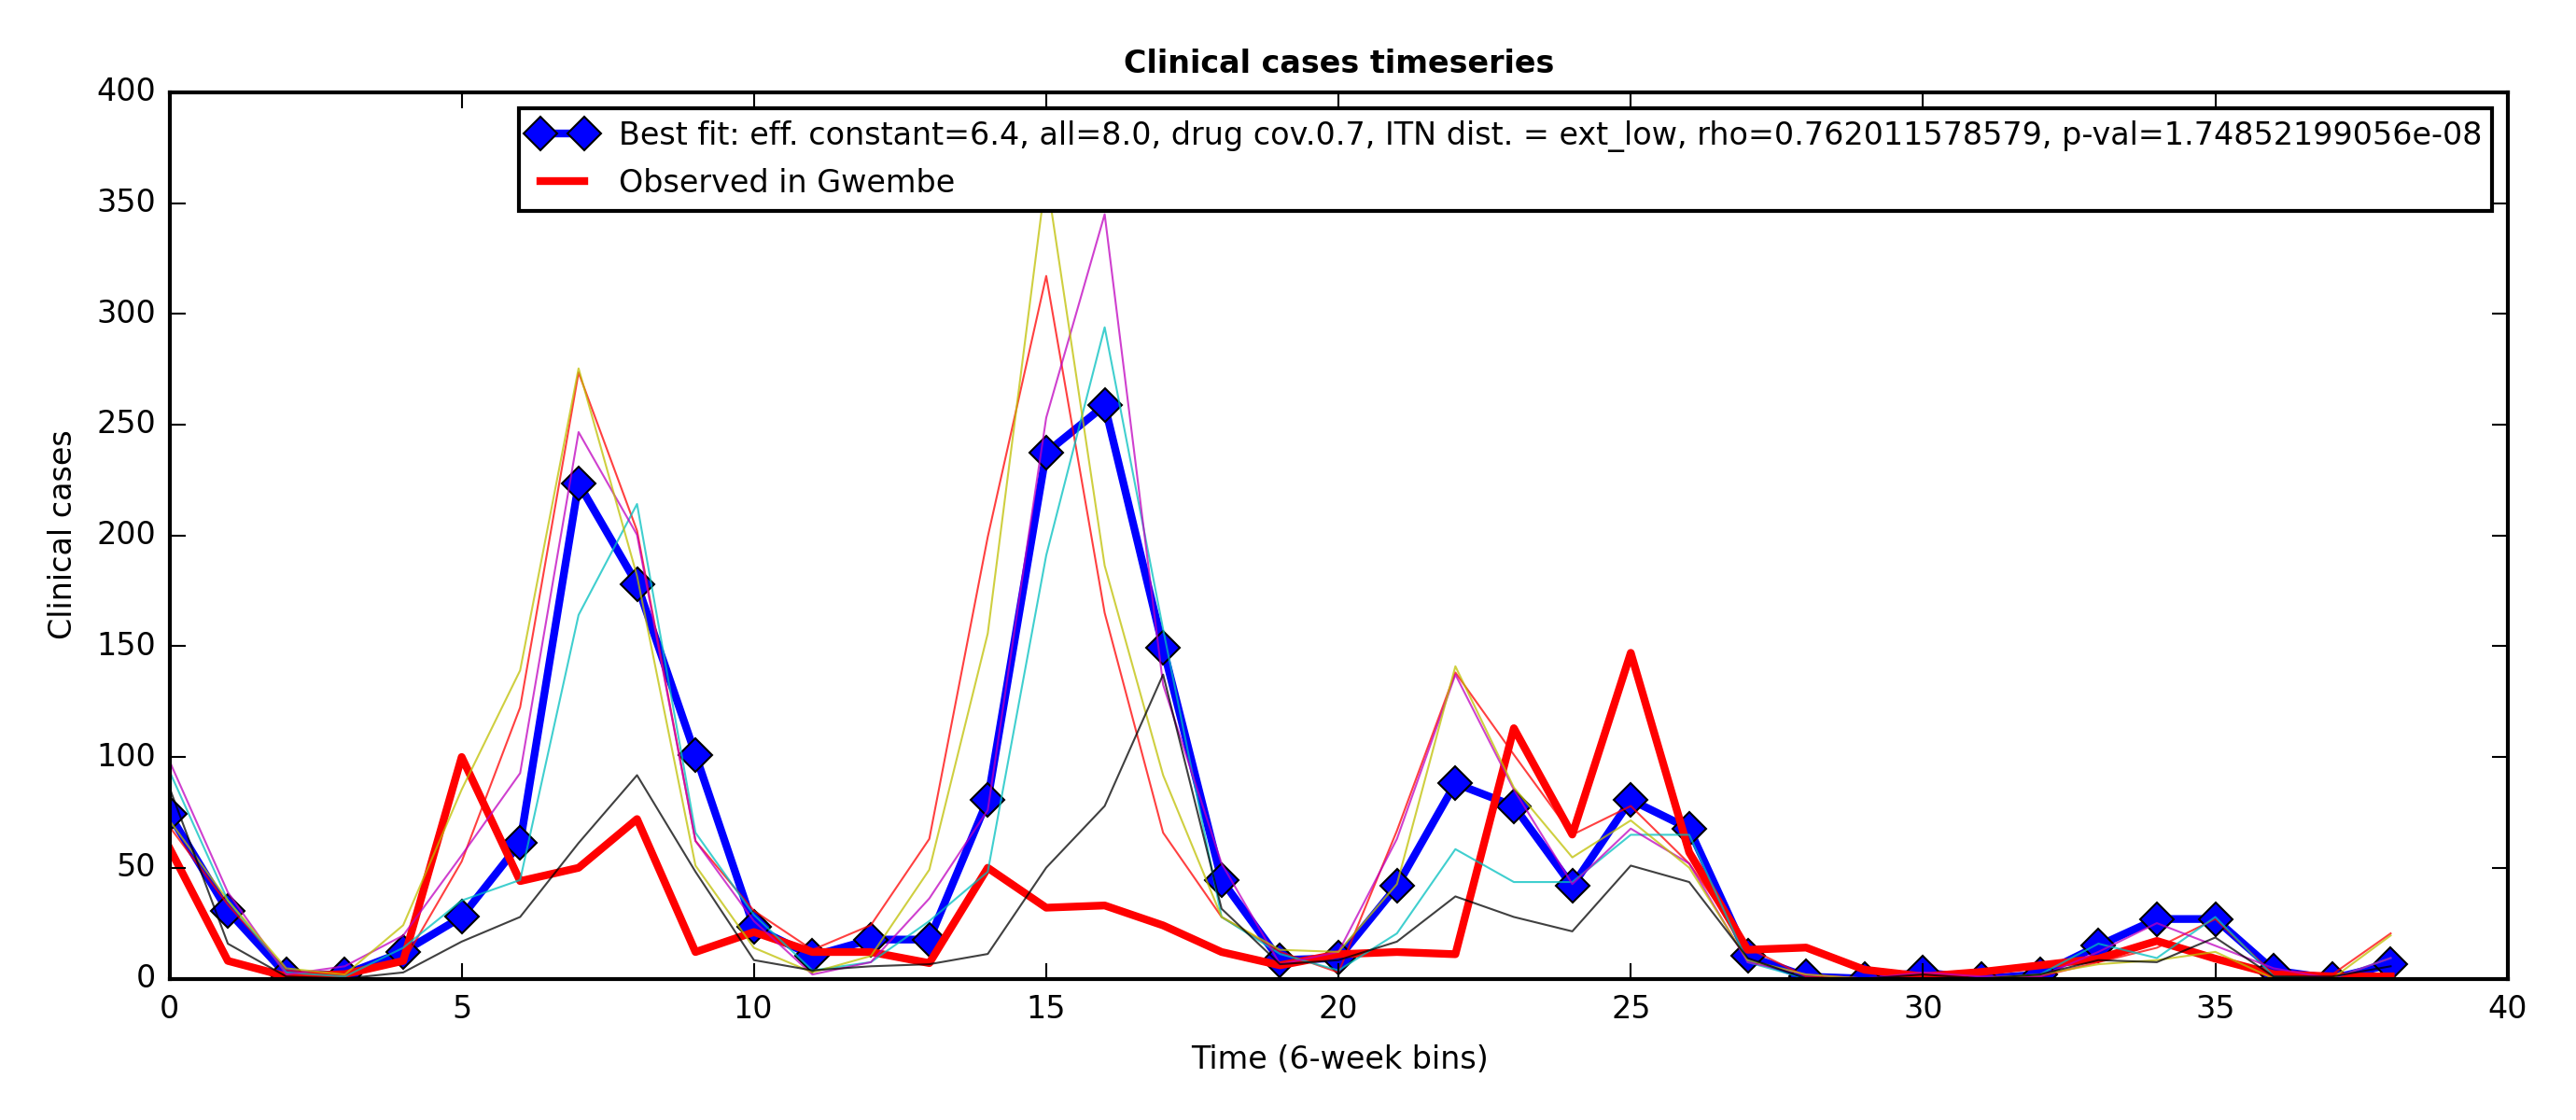 Clinical cases timeseries
Best fit: eff. constant=6.4, all=8.0, drug cov.0.7, ITN dist. = ext_low, rho=0.762011578579, p-val=1.74852199056e-08
Observed in Gwembe
400
350
300
250
200
150
100
50
0
Clinical cases
0 5 10 15 20 25 30 35 40
Time (6-week bins)